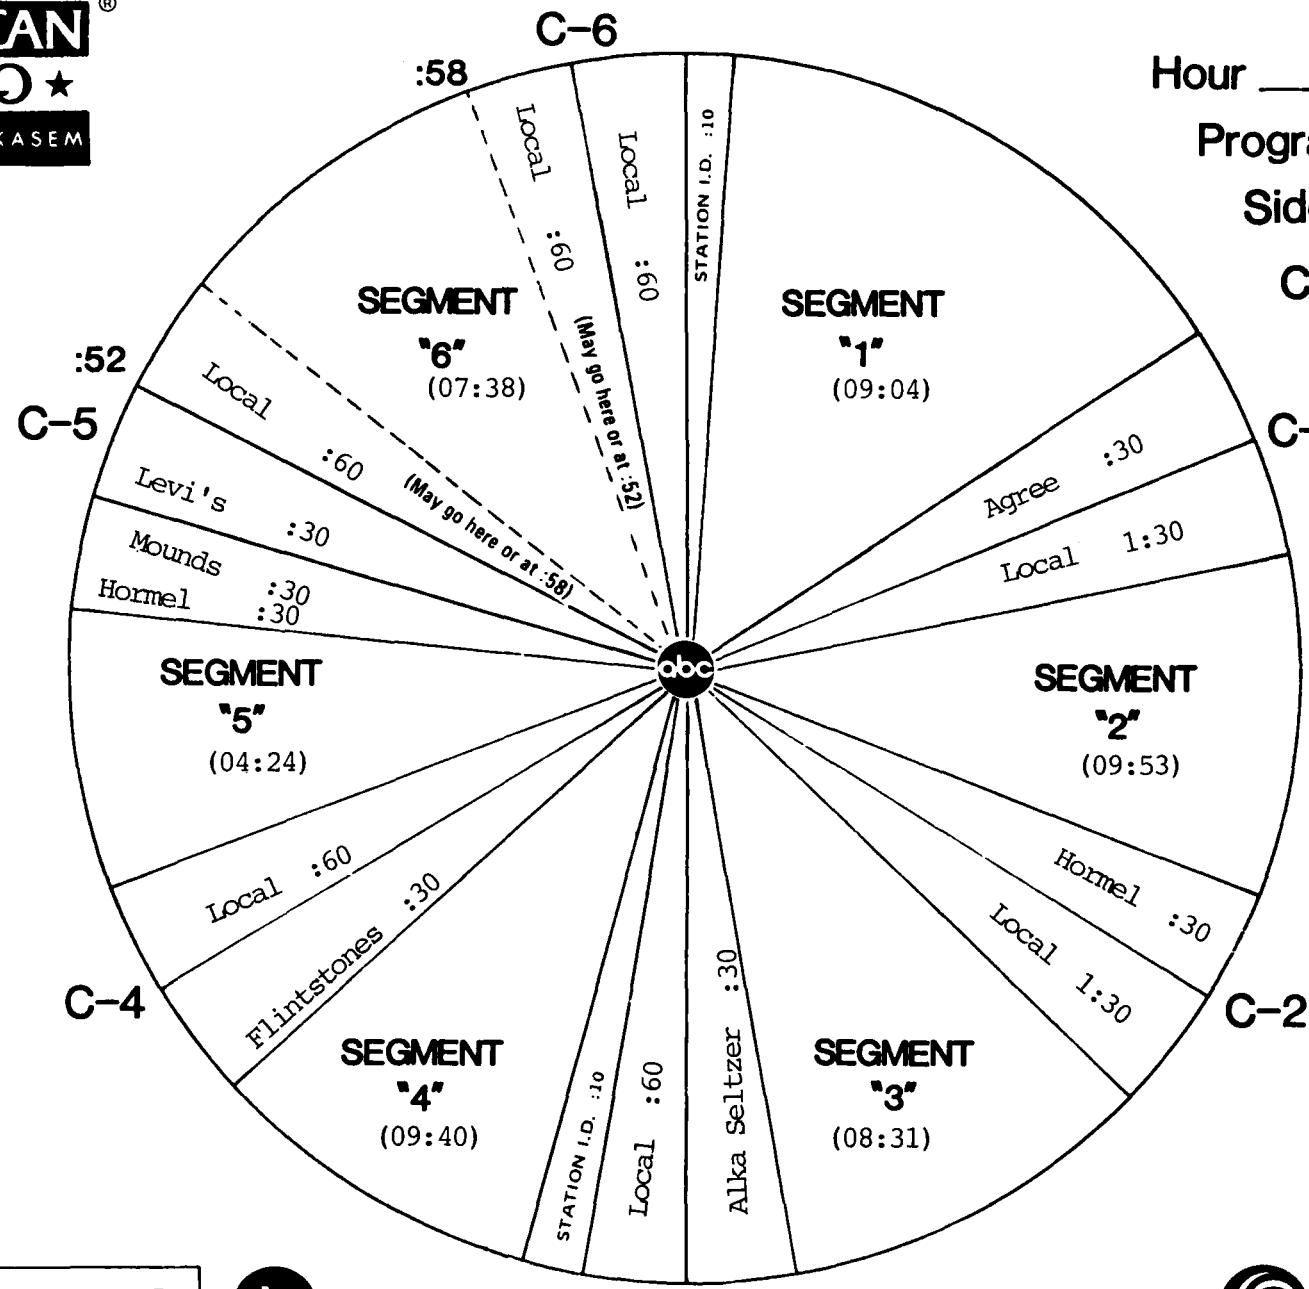 CAN ®
★
KASEM
C-6
:58
Hour
Local :60
Local :60
STATION I.D. :10
(May go here or at :52)
SEGMENT
"1"
(09:04)
Agree :30
Local 1:30
SEGMENT
"2"
(09:53)
Hormel :30
Local 1:30
C-2
SEGMENT
"3"
(08:31)
Alka Seltzer :30
Local :60
STATION I.D. :10
SEGMENT
"4"
(09:40)
Flintstones :30
Local :60
C-4
SEGMENT
"5"
(04:24)
Hormel :30
Mounds :30
Levi's :30
C-5
:52
Local :60
(May go here or at :58)
SEGMENT
"6"
(07:38)
abc